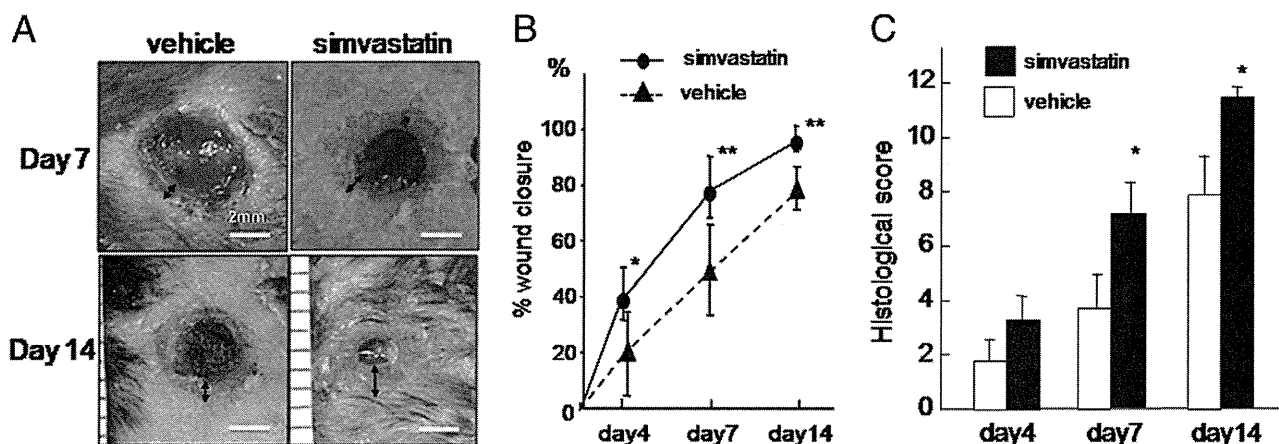 A
vehicle simvastatin
Day 7
2mm
Day 14
B
%
simvastatin
vehicle
100
80
60
40
20
0
% wound closure
*
**
**
day4 day7 day14
C
simvastatin
vehicle
12
10
8
6
4
2
0
Histological score
*
*
day4 day7 day14